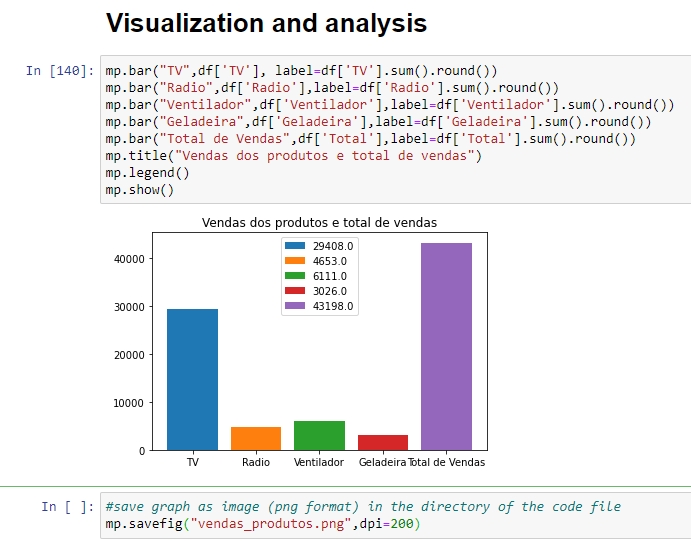 Visualization and analysis
In [140]: mp.bar("TV",df['TV'], label=df['TV'].sum().round())
mp.bar("Radio",df['Radio'],label=df['Radio'].sum().round())
mp.bar("Ventilador",df['Ventilador'],label=df['Ventilador'].sum().round())
mp.bar("Geladeira",df['Geladeira'],label=df['Geladeira'].sum().round())
mp.bar("Total de Vendas",df['Total'],label=df['Total'].sum().round())
mp.title("Vendas dos produtos e total de vendas")
mp.legend()
mp.show()
Vendas dos produtos e total de vendas
29408.0
4653.0
6111.0
3026.0
43198.0
40000
30000
20000
10000
0
TV Radio Ventilador Geladeira Total de Vendas
In [ ]: #save graph as image (png format) in the directory of the code file
mp.savefig("vendas_produtos.png",dpi=200)